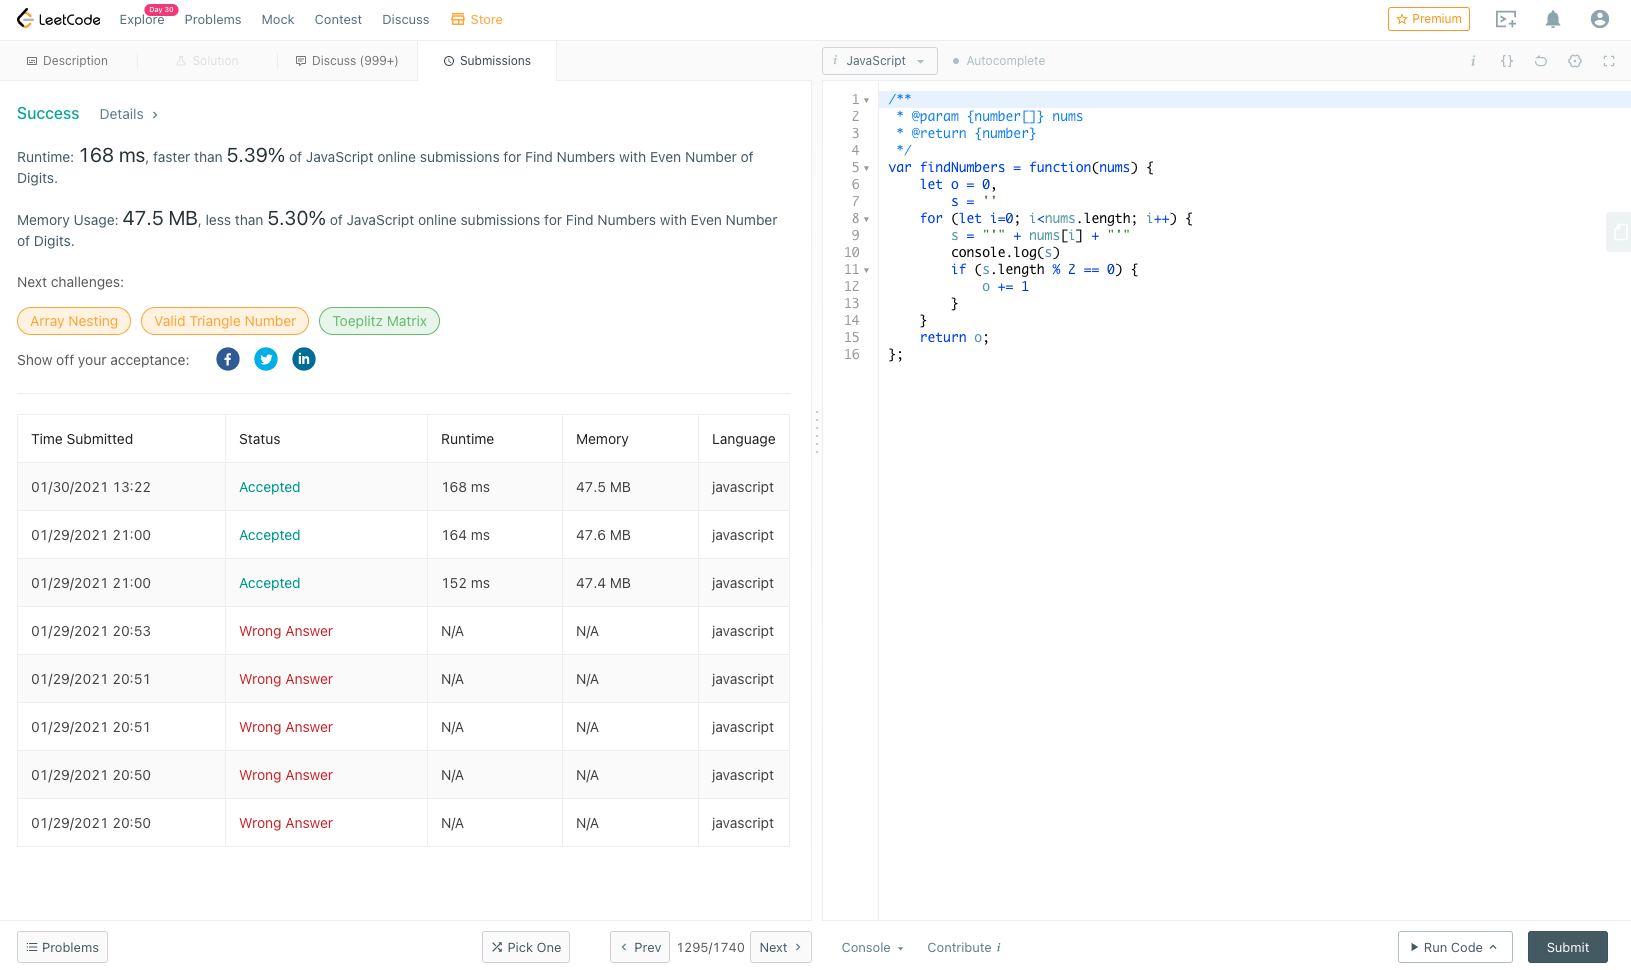 LeetCode
Explore
Day 30
Problems
Mock
Contest
Discuss
Store
Premium
Description
Solution
Discuss (999+)
Submissions
i JavaScript
Autocomplete
i
{}
Success
Details
Runtime: 168 ms, faster than 5.39% of JavaScript online submissions for Find Numbers with Even Number of
Digits.
Memory Usage: 47.5 MB, less than 5.30% of JavaScript online submissions for Find Numbers with Even Number
of Digits.
Next challenges:
Array Nesting
Valid Triangle Number
Toeplitz Matrix
Show off your acceptance:
f
in
Time Submitted Status Runtime Memory Language
01/30/2021 13:22 Accepted 168 ms 47.5 MB javascript
01/29/2021 21:00 Accepted 164 ms 47.6 MB javascript
01/29/2021 21:00 Accepted 152 ms 47.4 MB javascript
01/29/2021 20:53 Wrong Answer N/A N/A javascript
01/29/2021 20:51 Wrong Answer N/A N/A javascript
01/29/2021 20:51 Wrong Answer N/A N/A javascript
01/29/2021 20:50 Wrong Answer N/A N/A javascript
01/29/2021 20:50 Wrong Answer N/A N/A javascript
1 /**
2  * @param {number[]} nums
3  * @return {number}
4  */
5 var findNumbers = function(nums) {
6     let o = 0,
7         s = ''
8     for (let i=0; i<nums.length; i++) {
9         s = "'" + nums[i] + "'"
10         console.log(s)
11         if (s.length % 2 == 0) {
12             o += 1
13         }
14     }
15     return o;
16 };
Problems
Pick One
Prev
1295/1740
Next
Console
Contribute i
Run Code
Submit